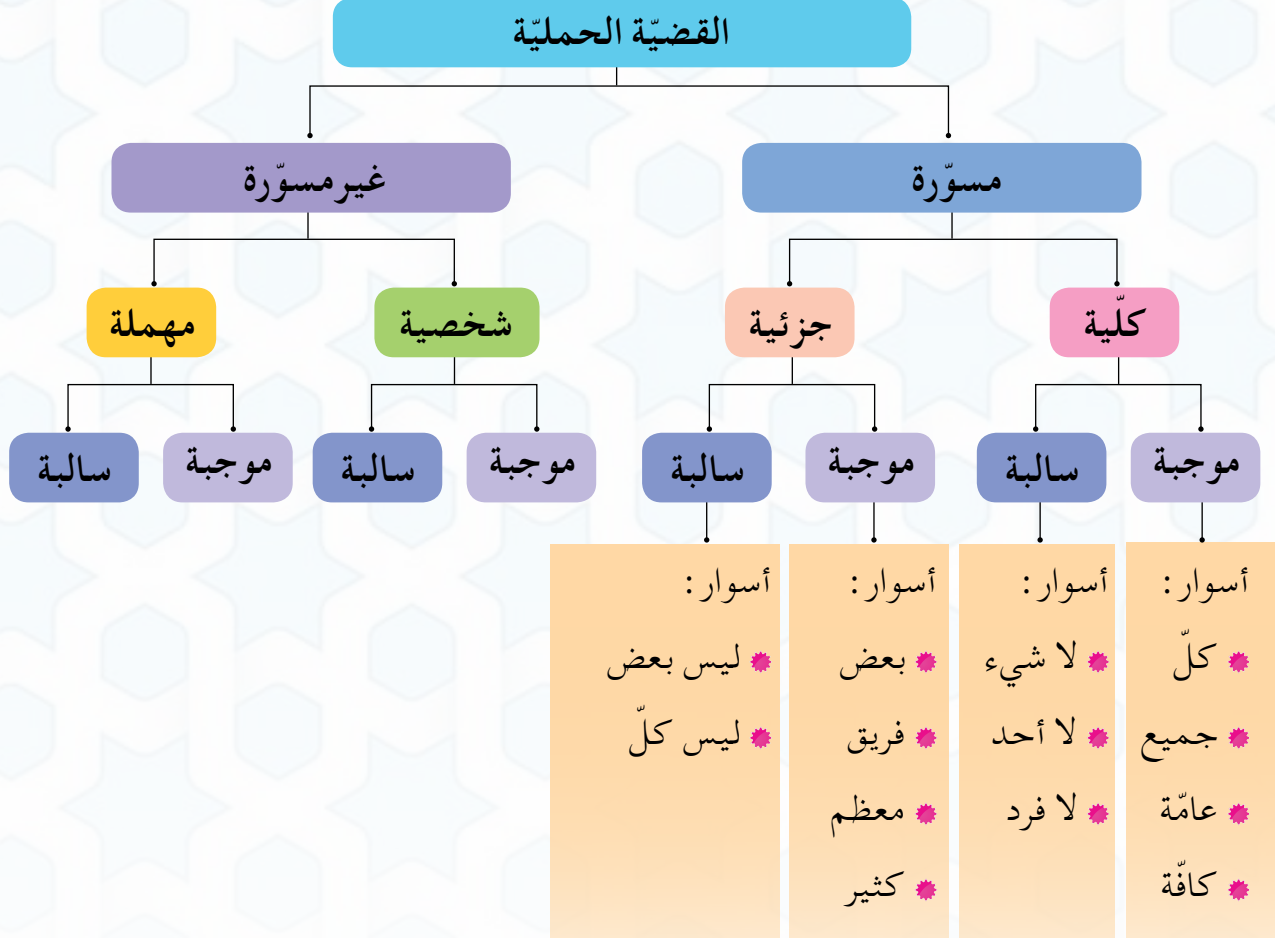 القضيّة الحمليّة
مسوّرة
غيرمسوّرة
كلّية
جزئية
شخصية
مهملة
موجبة
سالبة
موجبة
سالبة
موجبة
سالبة
موجبة
سالبة
أسوار:
كلّ
جميع
عامّة
كافّة
أسوار:
لا شيء
لا أحد
لا فرد
أسوار:
بعض
فريق
معظم
كثير
أسوار:
ليس بعض
ليس كلّ